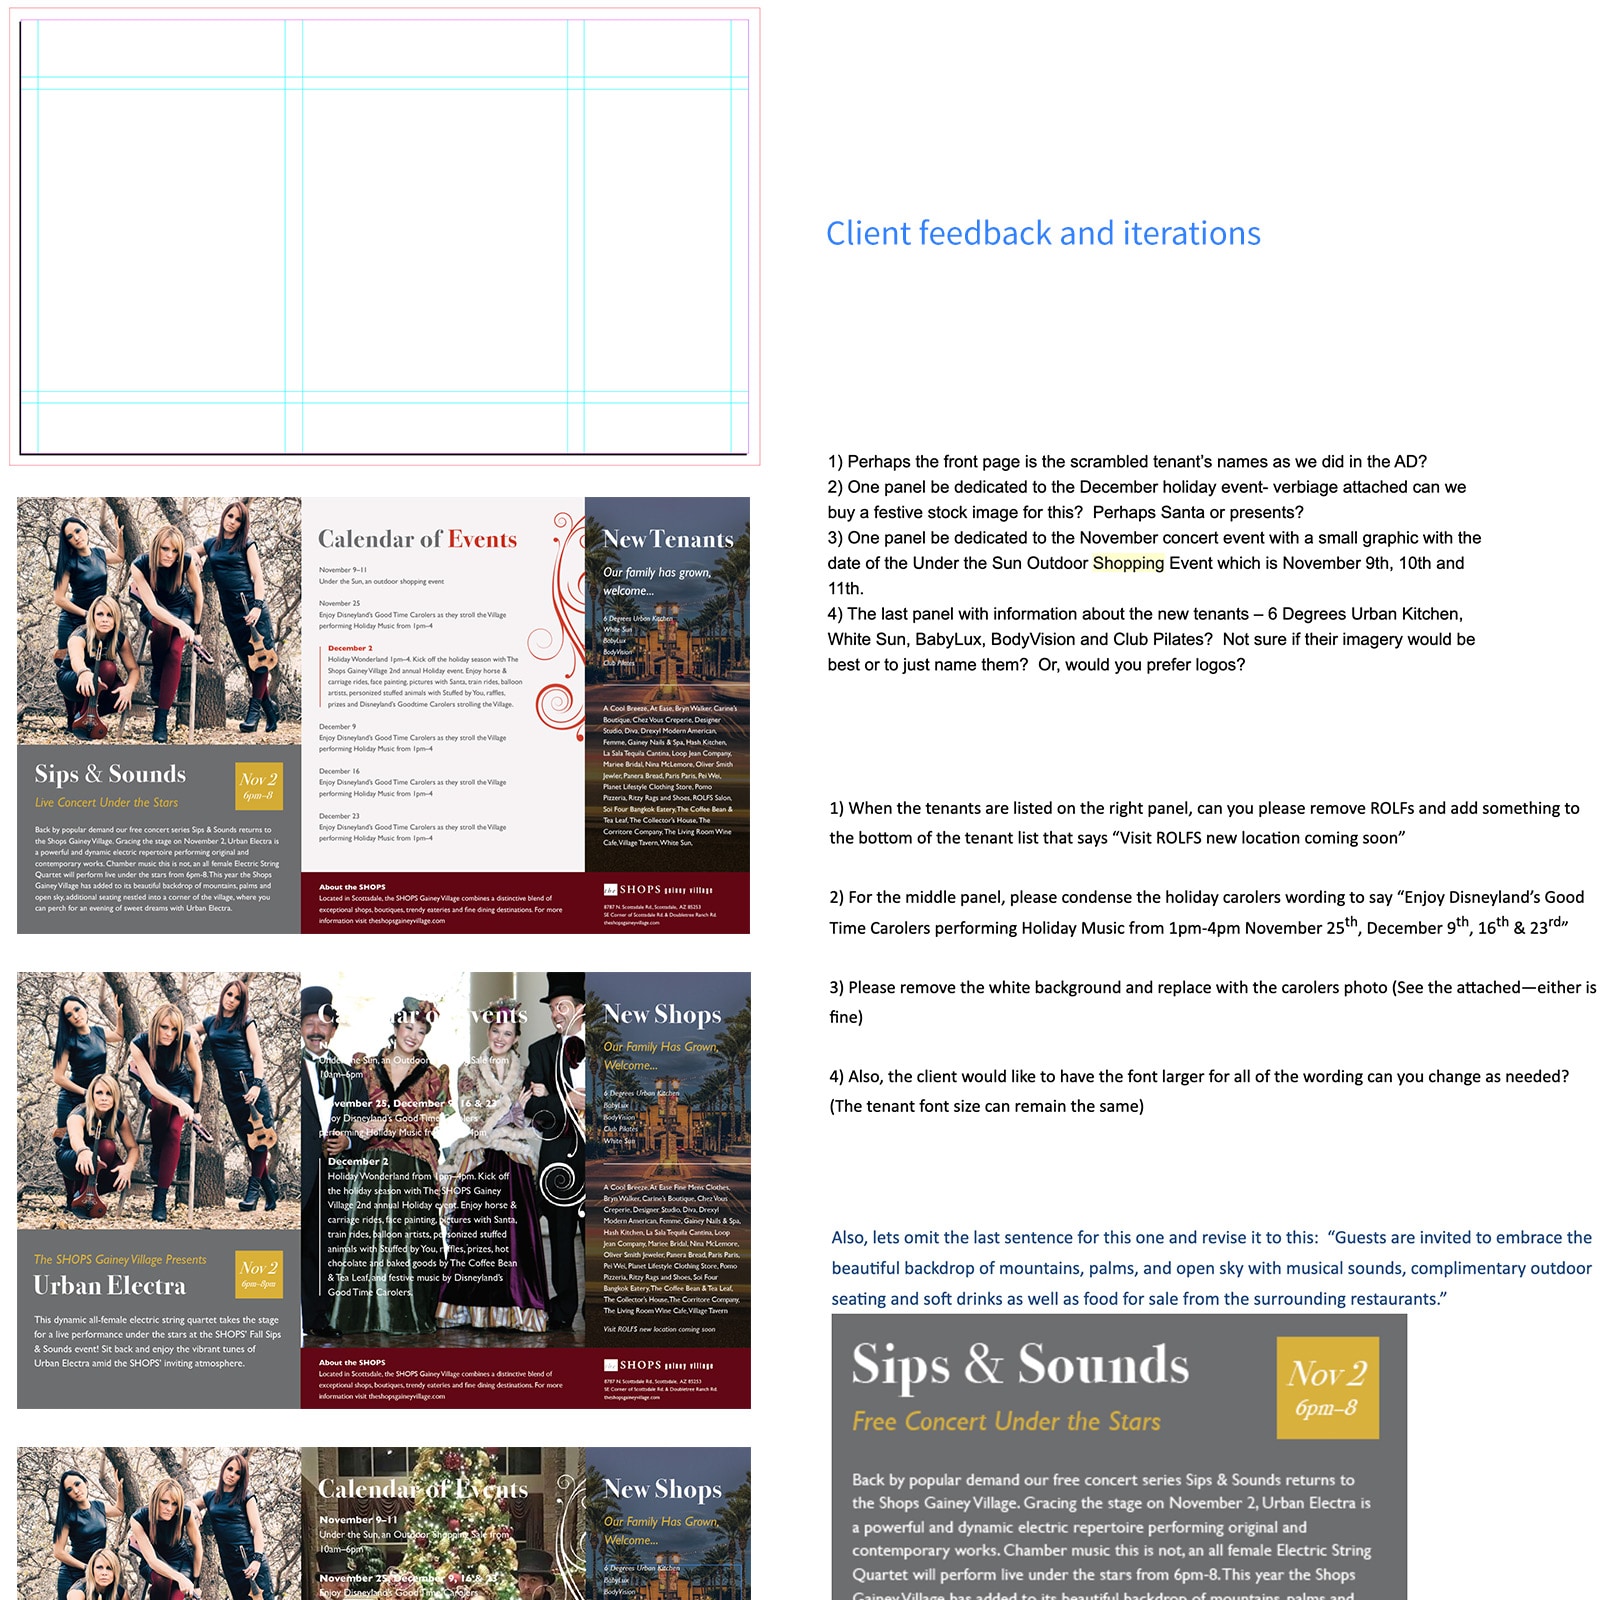 Client feedback and iterations
1) Perhaps the front page is the scrambled tenant's names as we did in the AD?
2) One panel be dedicated to the December holiday event- verbiage attached can we
buy a festive stock image for this?  Perhaps Santa or presents?
3) One panel be dedicated to the November concert event with a small graphic with the
date of the Under the Sun Outdoor Shopping Event which is November 9th, 10th and
11th.
4) The last panel with information about the new tenants – 6 Degrees Urban Kitchen,
White Sun, BabyLux, BodyVision and Club Pilates?  Not sure if their imagery would be
best or to just name them?  Or, would you prefer logos?
1) When the tenants are listed on the right panel, can you please remove ROLFs and add something to
the bottom of the tenant list that says “Visit ROLFS new location coming soon”
2) For the middle panel, please condense the holiday carolers wording to say “Enjoy Disneyland’s Good
Time Carolers performing Holiday Music from 1pm-4pm November 25th, December 9th, 16th & 23rd”
3) Please remove the white background and replace with the carolers photo (See the attached—either is
fine)
4) Also, the client would like to have the font larger for all of the wording can you change as needed?
(The tenant font size can remain the same)
Also, lets omit the last sentence for this one and revise it to this:  “Guests are invited to embrace the
beautiful backdrop of mountains, palms, and open sky with musical sounds, complimentary outdoor
seating and soft drinks as well as food for sale from the surrounding restaurants.”
Sips & Sounds
Free Concert Under the Stars
Nov 2
6pm–8
Back by popular demand our free concert series Sips & Sounds returns to
the Shops Gainey Village. Gracing the stage on November 2, Urban Electra is
a powerful and dynamic electric repertoire performing original and
contemporary works. Chamber music this is not, an all female Electric String
Quartet will perform live under the stars from 6pm-8. This year the Shops
Gainey Village has added to its beautiful backdrop of mountains, palms and
Sips & Sounds
Live Concert Under the Stars
Nov 2
6pm–8
Back by popular demand our free concert series Sips & Sounds returns to
the Shops Gainey Village. Gracing the stage on November 2, Urban Electra is
a powerful and dynamic electric repertoire performing original and
contemporary works. Chamber music this is not, an all female Electric String
Quartet will perform live under the stars from 6pm-8. This year the Shops
Gainey Village has added to its beautiful backdrop of mountains, palms and
open sky, additional seating nestled into a corner of the village, where you
can perch for an evening of sweet dreams with Urban Electra.
Calendar of Events
November 9–11
Under the Sun, an outdoor shopping event
November 25
Enjoy Disneyland's Good Time Carolers as they stroll the Village
performing Holiday Music from 1pm–4
December 2
Holiday Wonderland 1pm–4. Kick off the holiday season with The
Shops Gainey Village 2nd annual Holiday event. Enjoy horse &
carriage rides, face painting, pictures with Santa, train rides, balloon
artists, personized stuffed animals with Stuffed by You, raffles,
prizes and Disneyland's Goodtime Carolers strolling the Village.
December 9
Enjoy Disneyland's Good Time Carolers as they stroll the Village
performing Holiday Music from 1pm–4
December 16
Enjoy Disneyland's Good Time Carolers as they stroll the Village
performing Holiday Music from 1pm–4
December 23
Enjoy Disneyland's Good Time Carolers as they stroll the Village
performing Holiday Music from 1pm–4
New Tenants
Our family has grown,
welcome...
6 Degrees Urban Kitchen
White Sun
BabyLux
BodyVision
Club Pilates
A Cool Breeze, At Ease, Bryn Walker, Carine's
Boutique, Chez Vous Creperie, Designer
Studio, Diva, Drexyl Modern American,
Femme, Gainey Nails & Spa, Hash Kitchen,
La Sala Tequila Cantina, Loop Jean Company,
Mariee Bridal, Nina McLemore, Oliver Smith
Jewler, Panera Bread, Paris Paris, Pei Wei,
Planet Lifestyle Clothing Store, Pomo
Pizzeria, Ritzy Rags and Shoes, ROLFS Salon,
Soi Four Bangkok Eatery, The Coffee Bean &
Tea Leaf, The Collector's House, The
Corritore Company, The Living Room Wine
Cafe, Village Tavern, White Sun,
About the SHOPS
Located in Scottsdale, the SHOPS Gainey Village combines a distinctive blend of
exceptional shops, boutiques, trendy eateries and fine dining destinations. For more
information visit theshopsgaineyvillage.com
the SHOPS gainey village
8787 N. Scottsdale Rd., Scottsdale, AZ 85253
SE Corner of Scottsdale Rd. & Doubletree Ranch Rd.
theshopsgaineyvillage.com
The SHOPS Gainey Village Presents
Urban Electra
Nov 2
6pm–8pm
This dynamic all-female electric string quartet takes the stage
for a live performance under the stars at the SHOPS' Fall Sips
& Sounds event! Sit back and enjoy the vibrant tunes of
Urban Electra amid the SHOPS' inviting atmosphere.
Calendar of Events
Under the Sun, an Outdoor Sale from
10am–6pm
November 25, December 9, 16 & 23
Enjoy Disneyland's Good Time Carolers
performing Holiday Music from 4pm
December 2
Holiday Wonderland from 1pm–4pm. Kick off
the holiday season with The SHOPS Gainey
Village 2nd annual Holiday event. Enjoy horse &
carriage rides, face painting, pictures with Santa,
train rides, balloon artists, personized stuffed
animals with Stuffed by You, raffles, prizes, hot
chocolate and baked goods by The Coffee Bean
& Tea Leaf, and festive music by Disneyland's
Good Time Carolers.
New Shops
Our Family Has Grown,
Welcome...
6 Degrees Urban Kitchen
BabyLux
BodyVision
Club Pilates
White Sun
A Cool Breeze, At Ease Fine Mens Clothes,
Bryn Walker, Carine's Boutique, Chez Vous
Creperie, Designer Studio, Diva, Drexyl
Modern American, Femme, Gainey Nails & Spa,
Hash Kitchen, La Sala Tequila Cantina, Loop
Jean Company, Mariee Bridal, Nina McLemore,
Oliver Smith Jeweler, Panera Bread, Paris Paris,
Pei Wei, Planet Lifestyle Clothing Store, Pomo
Pizzeria, Ritzy Rags and Shoes, Soi Four
Bangkok Eatery, The Coffee Bean & Tea Leaf,
The Collector's House, The Corritore Company,
The Living Room Wine Cafe, Village Tavern
Visit ROLFS new location coming soon
About the SHOPS
Located in Scottsdale, the SHOPS Gainey Village combines a distinctive blend of
exceptional shops, boutiques, trendy eateries and fine dining destinations. For more
information visit theshopsgaineyvillage.com
the SHOPS gainey village
8787 N. Scottsdale Rd., Scottsdale, AZ 85253
SE Corner of Scottsdale Rd. & Doubletree Ranch Rd.
theshopsgaineyvillage.com
Calendar of Events
November 9–11
Under the Sun, an Outdoor Shopping Sale from
10am–6pm
November 25, December 9, 16 & 23
Enjoy Disneyland's Good Time Carolers
New Shops
Our Family Has Grown,
Welcome...
6 Degrees Urban Kitchen
BabyLux
BodyVision